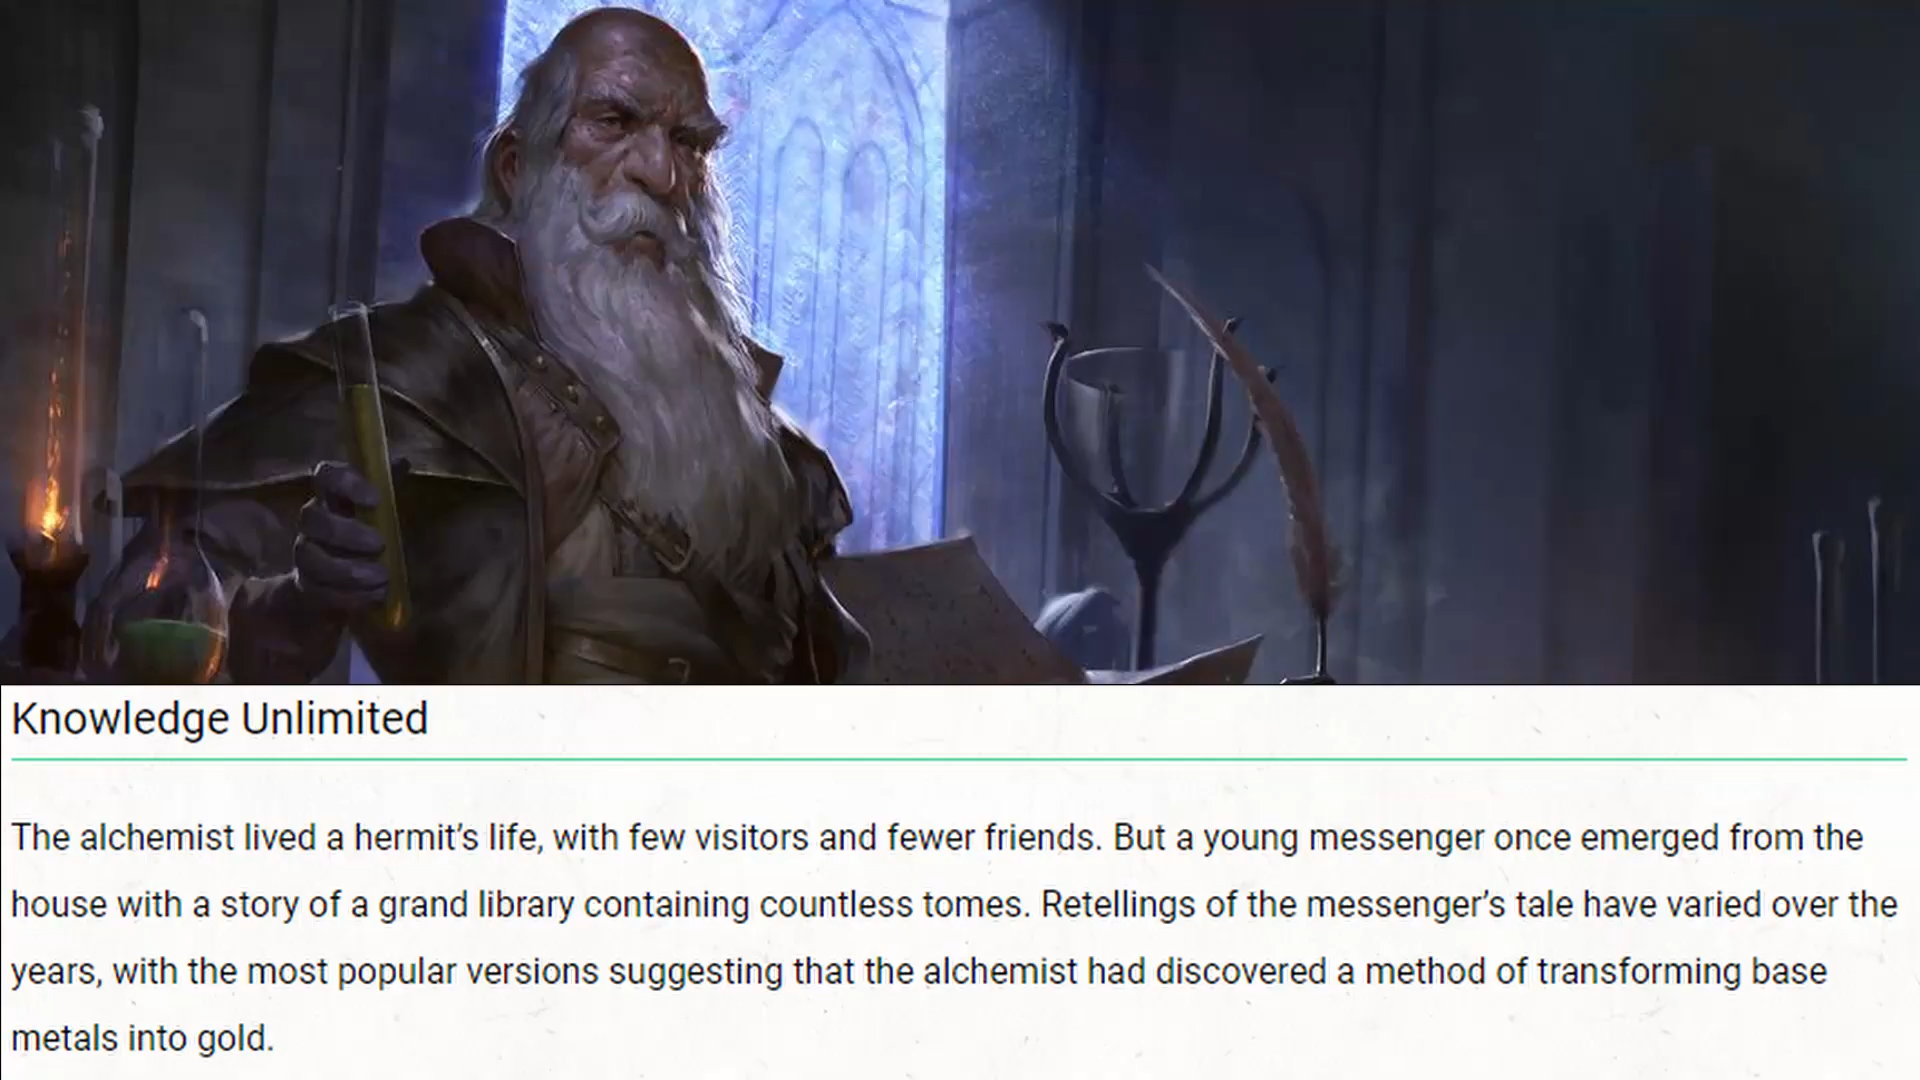 Knowledge Unlimited
The alchemist lived a hermit’s life, with few visitors and fewer friends. But a young messenger once emerged from the
house with a story of a grand library containing countless tomes. Retellings of the messenger’s tale have varied over the
years, with the most popular versions suggesting that the alchemist had discovered a method of transforming base
metals into gold.